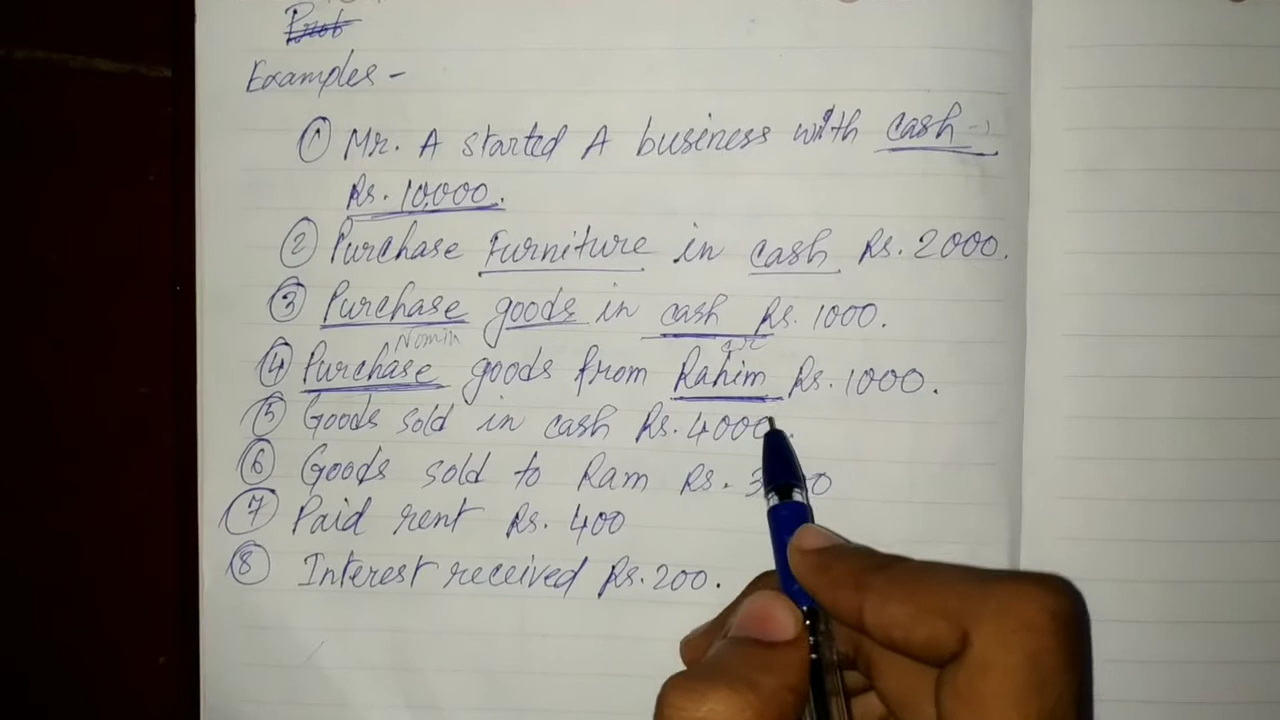 Examples -
① Mr. A started A business with cash -
Rs. 10,000.
② Purchase Furniture in cash Rs. 2000.
③ Purchase goods in cash Rs. 1000.
Nomin
④ Purchase goods from Rahim Rs. 1000.
⑤ Goods sold in cash Rs. 4000.
⑥ Goods sold to Ram Rs.
⑦ Paid rent Rs. 400
⑧ Interest received Rs. 200.